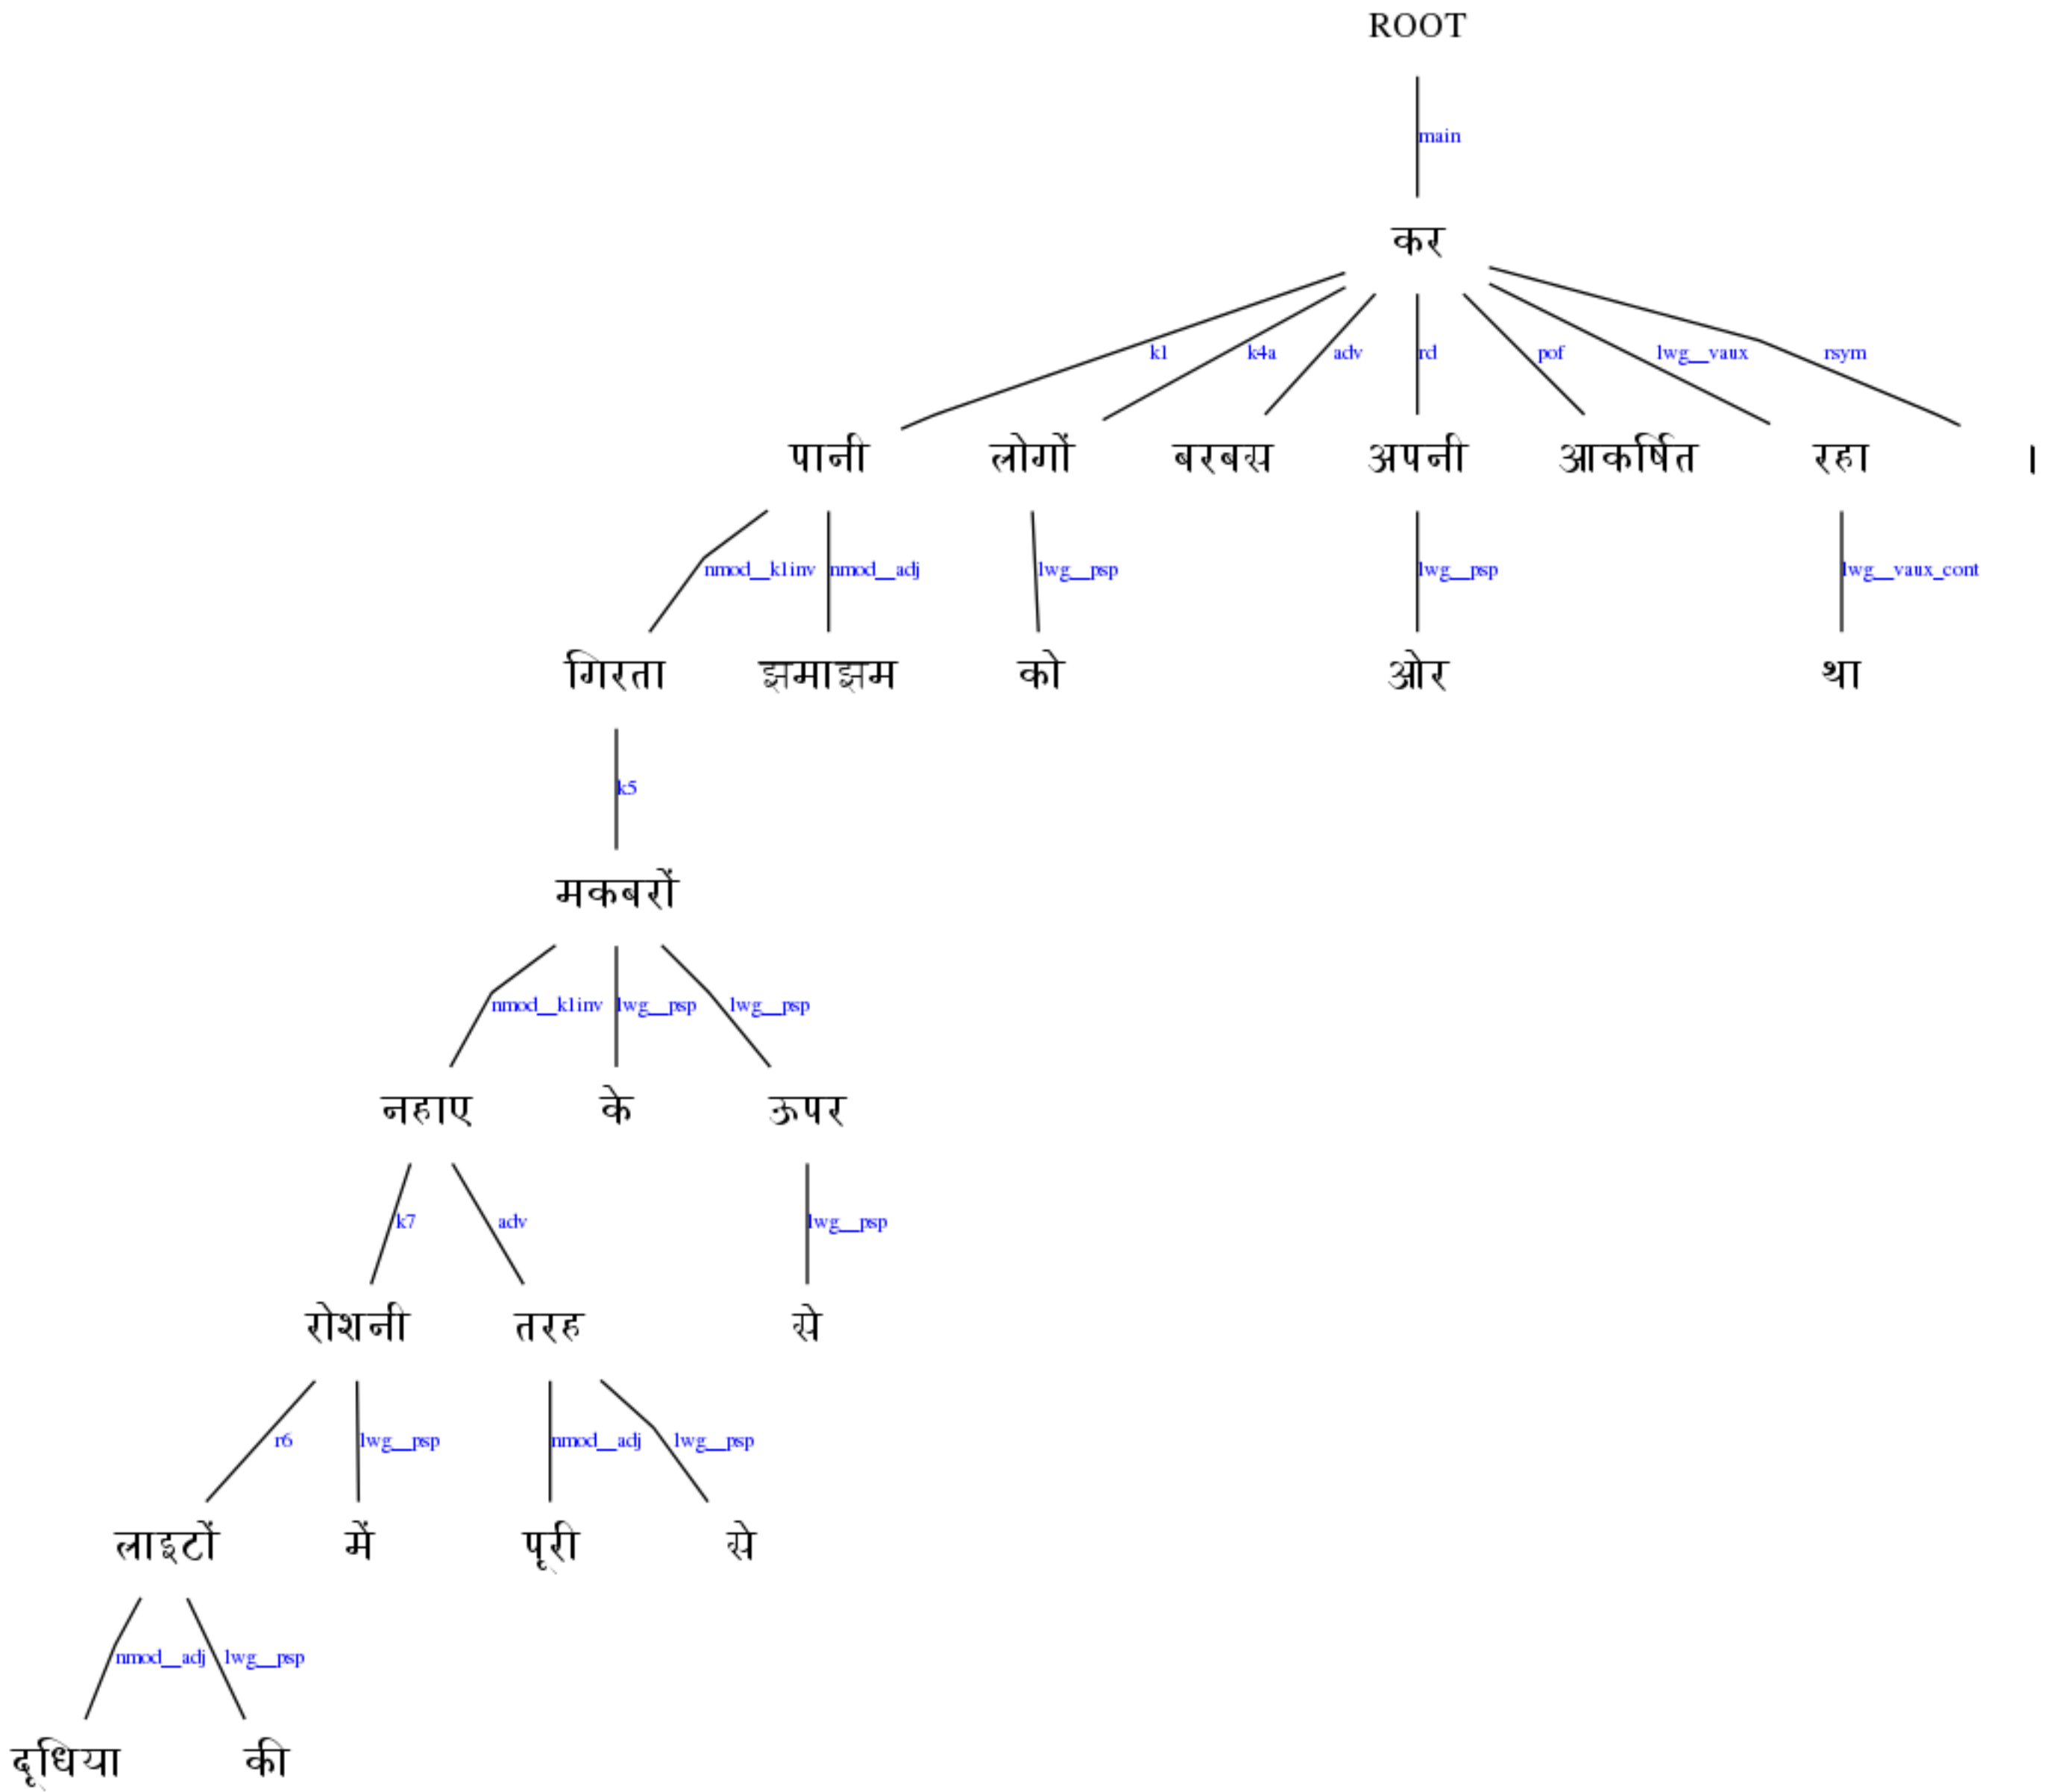 ROOT
main
कर
k1 k4a adv rd pof lwg__vaux rsym
पानी लोगों बरबस अपनी आकर्षित रहा ।
nmod__k1inv nmod__adj lwg__psp lwg__psp lwg__vaux_cont
गिरता झमाझम को ओर था
k5
मकबरों
nmod__k1inv lwg__psp lwg__psp
नहाए के ऊपर
k7 adv lwg__psp
रोशनी तरह से
r6 lwg__psp nmod__adj lwg__psp
लाइटों में पूरी से
nmod__adj lwg__psp
दूधिया की